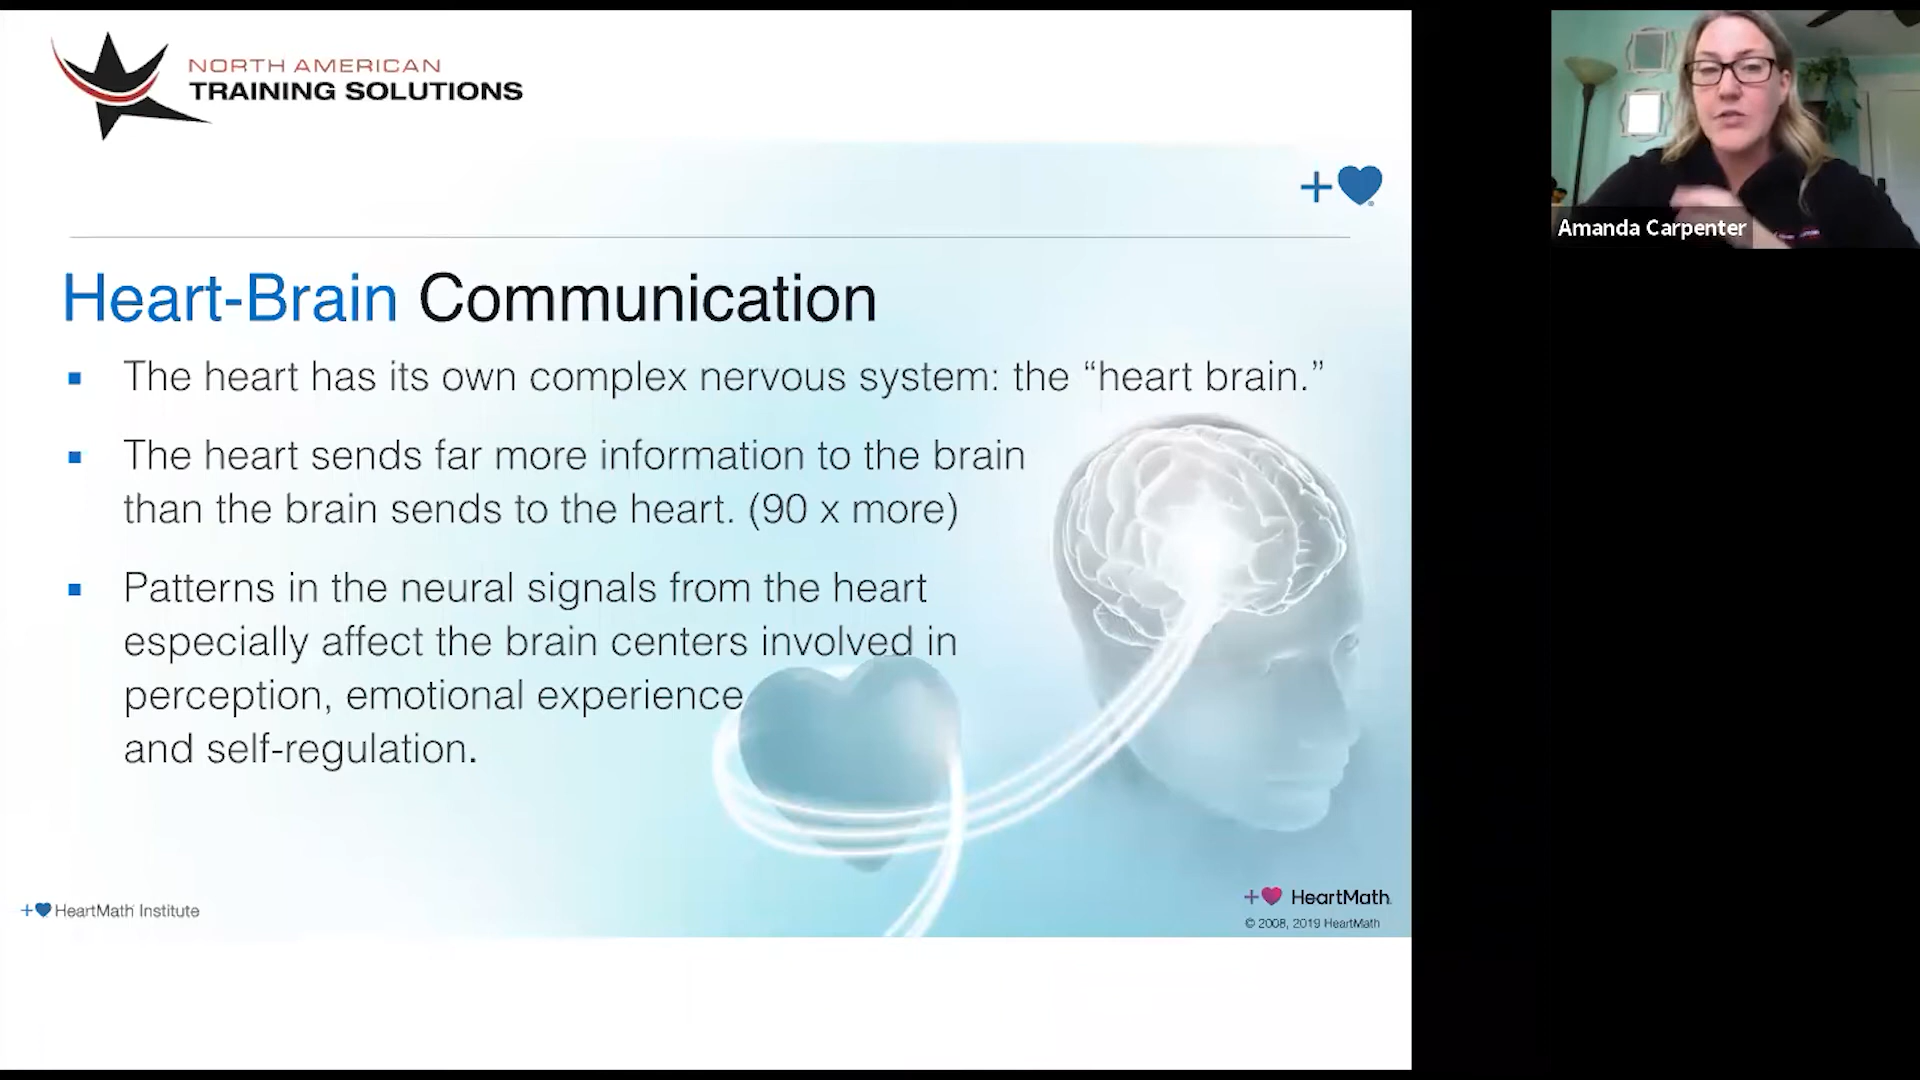 NORTH AMERICAN
TRAINING SOLUTIONS
Amanda Carpenter
Heart-Brain Communication
▪ The heart has its own complex nervous system: the “heart brain.”
▪ The heart sends far more information to the brain
than the brain sends to the heart. (90 x more)
▪ Patterns in the neural signals from the heart
especially affect the brain centers involved in
perception, emotional experience
and self-regulation.
HeartMath Institute
HeartMath
© 2008, 2019 HeartMath